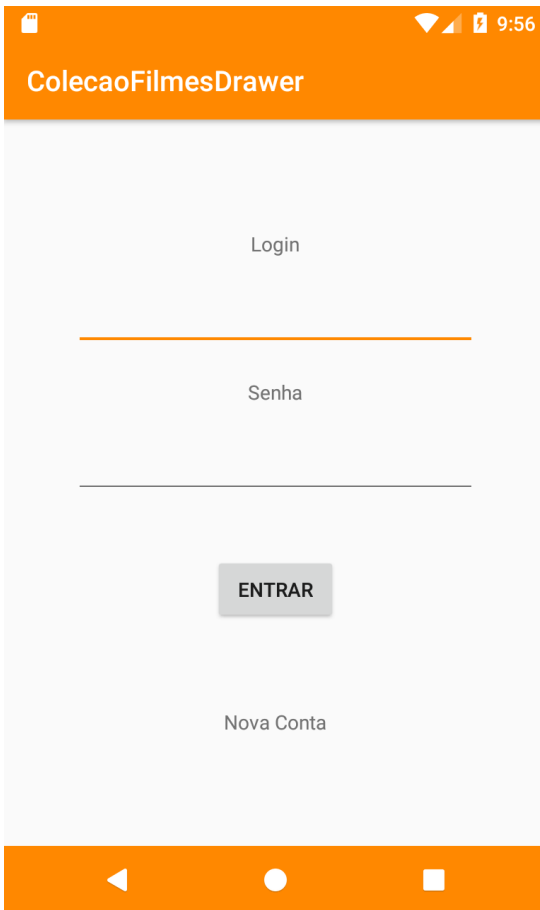 9:56
ColecaoFilmesDrawer
Login
Senha
ENTRAR
Nova Conta